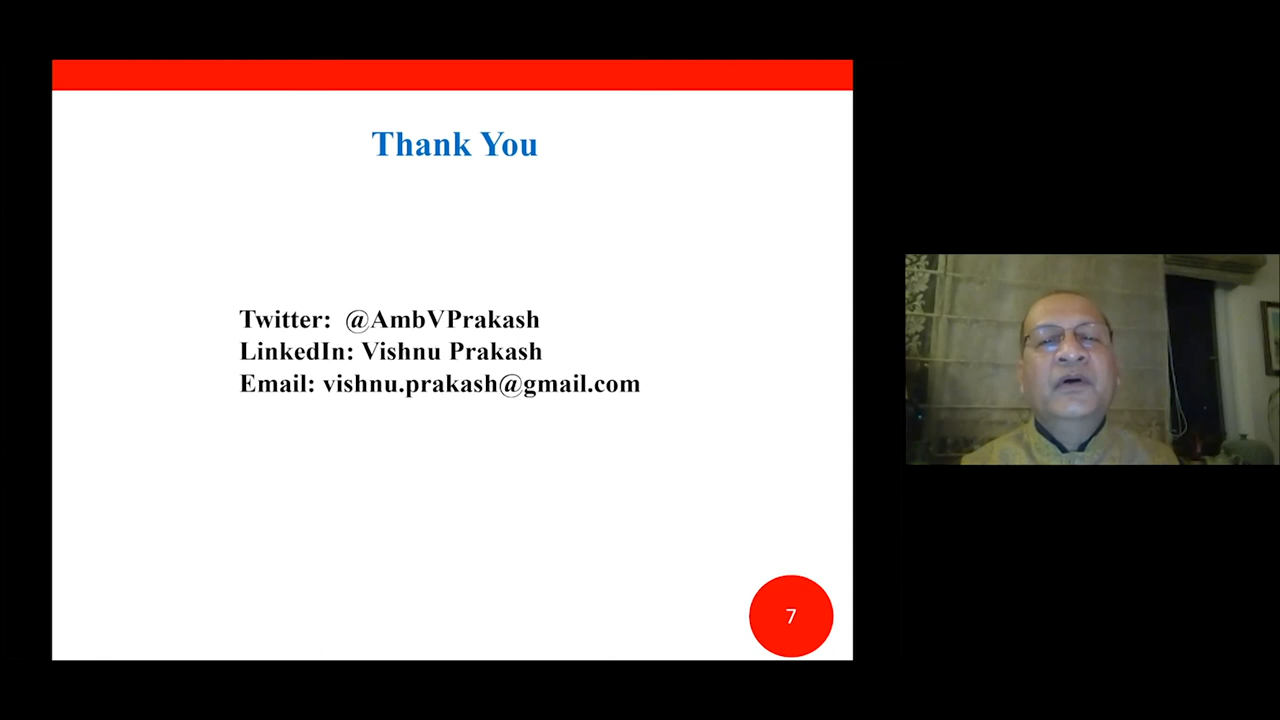 Thank You
Twitter: @AmbVPrakash
LinkedIn: Vishnu Prakash
Email: vishnu.prakash@gmail.com
7